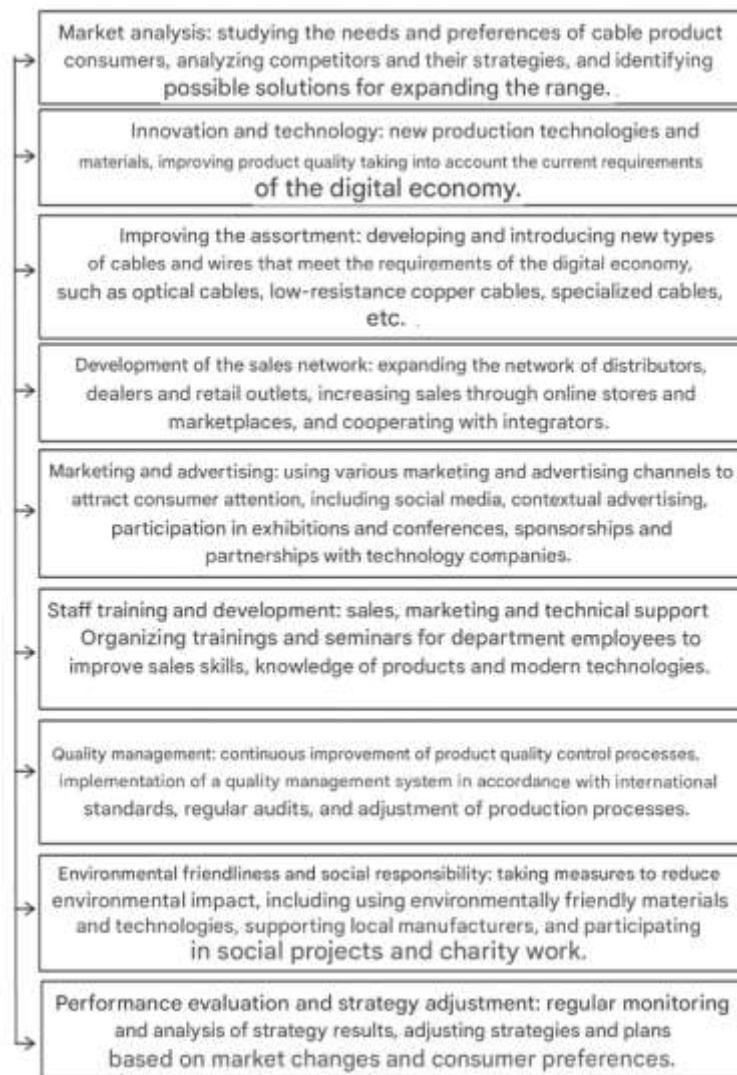 Market analysis: studying the needs and preferences of cable product
consumers, analyzing competitors and their strategies, and identifying
possible solutions for expanding the range.
Innovation and technology: new production technologies and
materials, improving product quality taking into account the current requirements
of the digital economy.
Improving the assortment: developing and introducing new types
of cables and wires that meet the requirements of the digital economy,
such as optical cables, low-resistance copper cables, specialized cables,
etc.
Development of the sales network: expanding the network of distributors,
dealers and retail outlets, increasing sales through online stores and
marketplaces, and cooperating with integrators.
Marketing and advertising: using various marketing and advertising channels to
attract consumer attention, including social media, contextual advertising,
participation in exhibitions and conferences, sponsorships and
partnerships with technology companies.
Staff training and development: sales, marketing and technical support
Organizing trainings and seminars for department employees to
improve sales skills, knowledge of products and modern technologies.
Quality management: continuous improvement of product quality control processes,
implementation of a quality management system in accordance with international
standards, regular audits, and adjustment of production processes.
Environmental friendliness and social responsibility: taking measures to reduce
environmental impact, including using environmentally friendly materials
and technologies, supporting local manufacturers, and participating
in social projects and charity work.
Performance evaluation and strategy adjustment: regular monitoring
and analysis of strategy results, adjusting strategies and plans
based on market changes and consumer preferences.